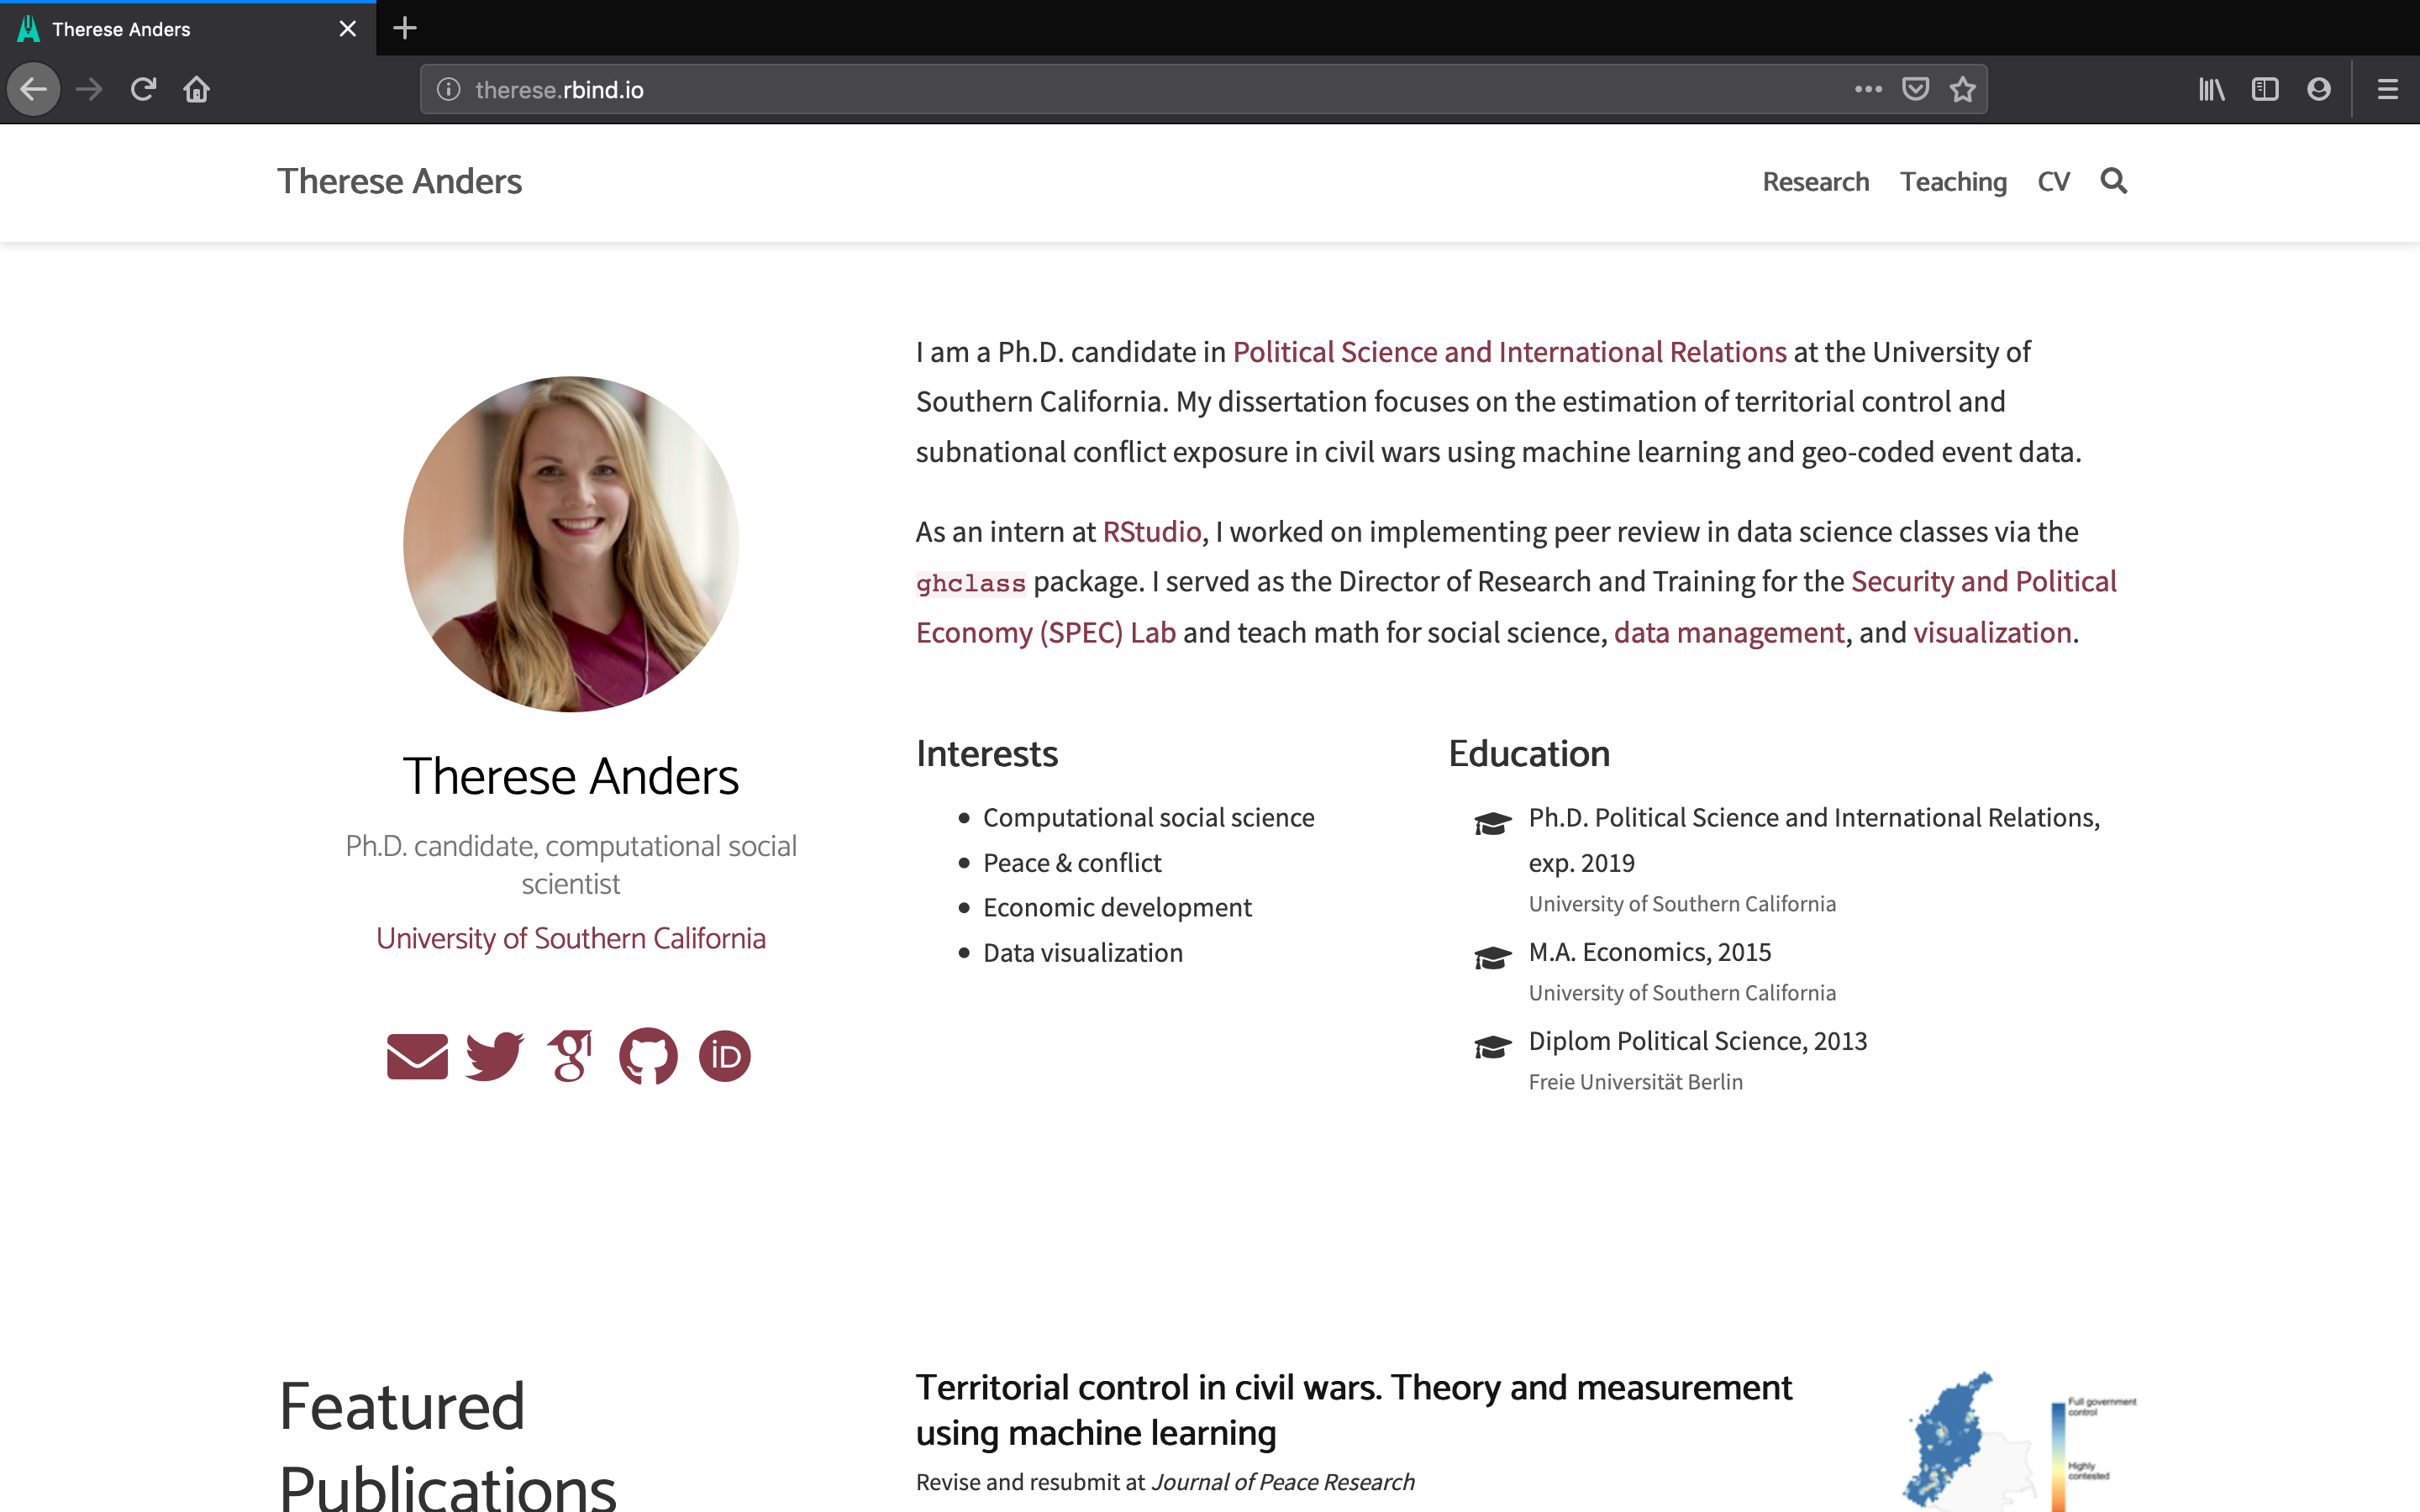 Therese Anders
therese.rbind.io
Therese Anders
Research Teaching CV
I am a Ph.D. candidate in Political Science and International Relations at the University of
Southern California. My dissertation focuses on the estimation of territorial control and
subnational conflict exposure in civil wars using machine learning and geo-coded event data.
As an intern at RStudio, I worked on implementing peer review in data science classes via the
ghclass package. I served as the Director of Research and Training for the Security and Political
Economy (SPEC) Lab and teach math for social science, data management, and visualization.
Therese Anders
Ph.D. candidate, computational social
scientist
University of Southern California
iD
Interests
Computational social science
Peace & conflict
Economic development
Data visualization
Education
Ph.D. Political Science and International Relations,
exp. 2019
University of Southern California
M.A. Economics, 2015
University of Southern California
Diplom Political Science, 2013
Freie Universität Berlin
Featured
Publications
Territorial control in civil wars. Theory and measurement
using machine learning
Revise and resubmit at Journal of Peace Research
Full government
control
Highly
contested